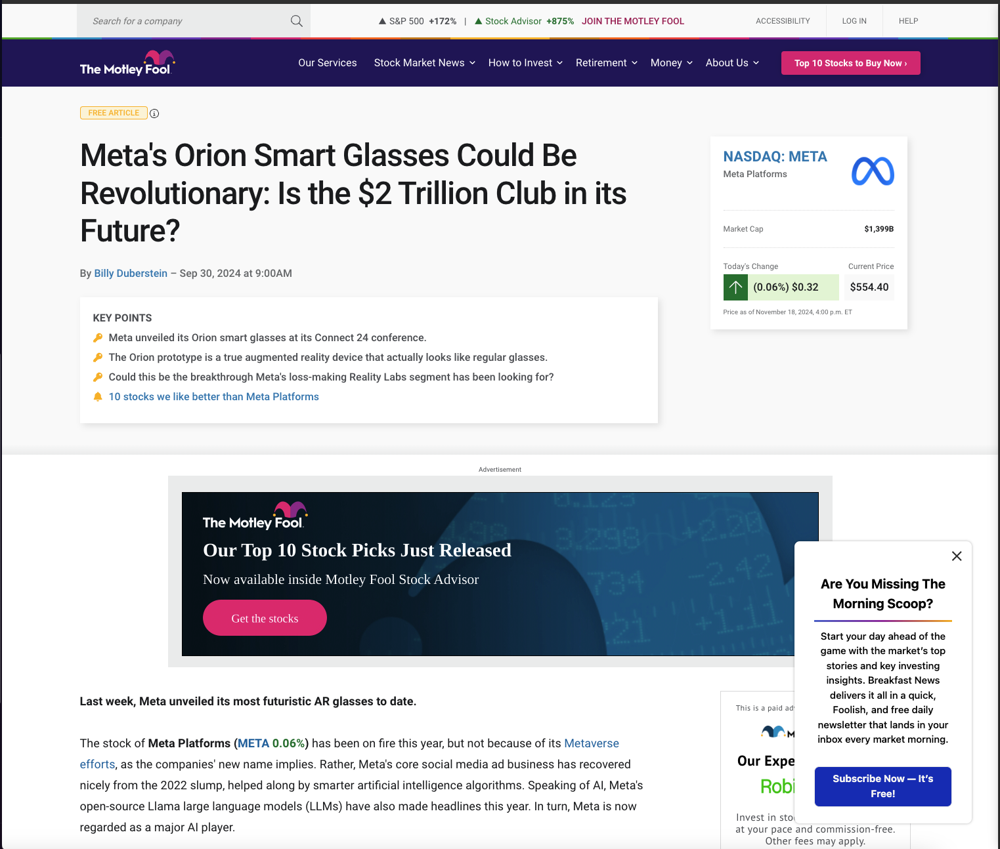 Search for a company
▲ S&P 500 +172% | ▲ Stock Advisor +875% JOIN THE MOTLEY FOOL
ACCESSIBILITY
LOG IN
HELP
The Motley Fool.
Our Services
Stock Market News
How to Invest
Retirement
Money
About Us
Top 10 Stocks to Buy Now ›
FREE ARTICLE
Meta's Orion Smart Glasses Could Be
Revolutionary: Is the $2 Trillion Club in its
Future?
By Billy Duberstein – Sep 30, 2024 at 9:00AM
KEY POINTS
Meta unveiled its Orion smart glasses at its Connect 24 conference.
The Orion prototype is a true augmented reality device that actually looks like regular glasses.
Could this be the breakthrough Meta's loss-making Reality Labs segment has been looking for?
10 stocks we like better than Meta Platforms
NASDAQ: META
Meta Platforms
Market Cap
$1,399B
Today's Change
Current Price
(0.06%) $0.32
$554.40
Price as of November 18, 2024, 4:00 p.m. ET
Advertisement
The Motley Fool.
Our Top 10 Stock Picks Just Released
Now available inside Motley Fool Stock Advisor
Get the stocks
Last week, Meta unveiled its most futuristic AR glasses to date.
The stock of Meta Platforms (META 0.06%) has been on fire this year, but not because of its Metaverse
efforts, as the companies' new name implies. Rather, Meta's core social media ad business has recovered
nicely from the 2022 slump, helped along by smarter artificial intelligence algorithms. Speaking of AI, Meta's
open-source Llama large language models (LLMs) have also made headlines this year. In turn, Meta is now
regarded as a major AI player.
This is a paid
Our
Invest in
at your pace and commission-free.
Other fees may apply.
Are You Missing The
Morning Scoop?
Start your day ahead of the
game with the market's top
stories and key investing
insights. Breakfast News
delivers it all in a quick,
Foolish, and free daily
newsletter that lands in your
inbox every market morning.
Subscribe Now — It's
Free!